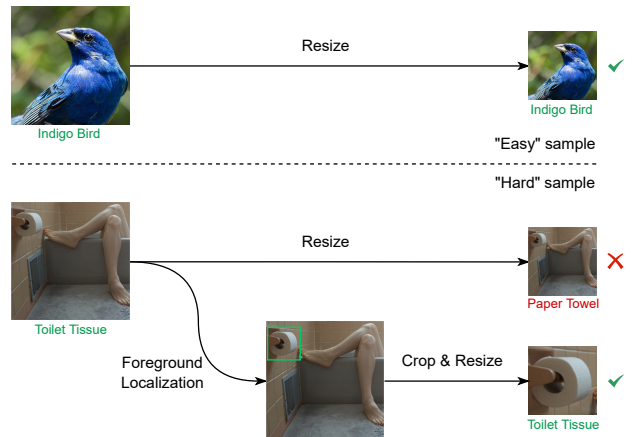 Resize
Indigo Bird
Indigo Bird
"Easy" sample
"Hard" sample
Resize
Toilet Tissue
Paper Towel
Foreground
Localization
Crop & Resize
Toilet Tissue